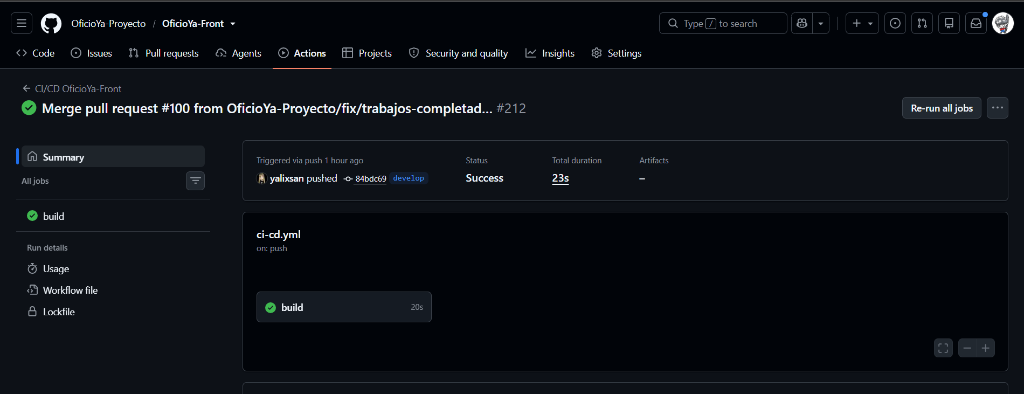 OficioYa-Proyecto / OficioYa-Front
Type / to search
Code Issues Pull requests Agents Actions Projects Security and quality Insights Settings
CI/CD OficioYa-Front
Merge pull request #100 from OficioYa-Proyecto/fix/trabajos-completad... #212
Re-run all jobs
Summary
All jobs
build
Run details
Usage
Workflow file
Lockfile
Triggered via push 1 hour ago
yalixsan pushed 84bdc69 develop
Status
Success
Total duration
23s
Artifacts
–
ci-cd.yml
on: push
build 20s